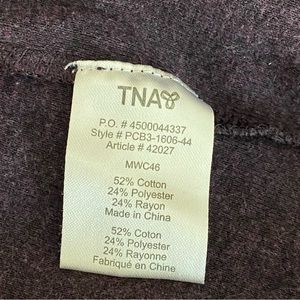 TNA
P.O. # 4500044337
Style # PCB3-1606-44
Article # 42027
MWC46
52% Cotton
24% Polyester
24% Rayon
Made in China
52% Coton
24% Polyester
24% Rayonne
Fabriqué en Chine